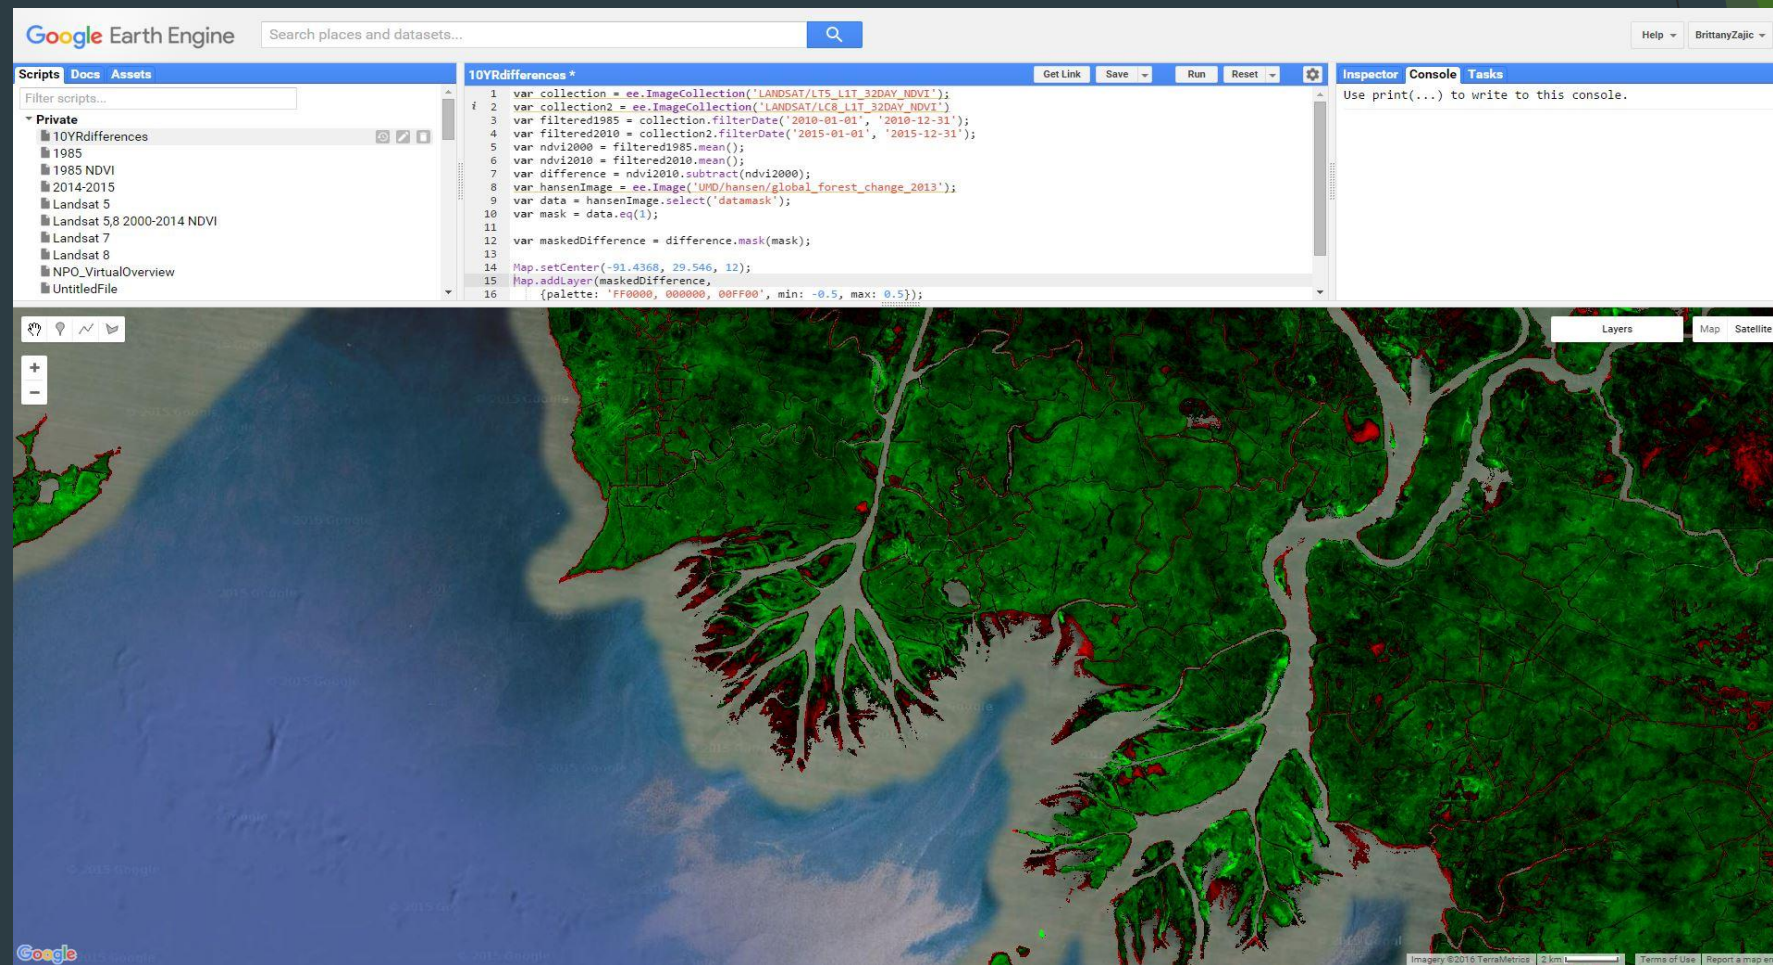 Google Earth Engine
Search places and datasets...
Help
BrittanyZajic
Scripts Docs Assets
Filter scripts...
Private
10YRdifferences
1985
1985 NDVI
2014-2015
Landsat 5
Landsat 5,8 2000-2014 NDVI
Landsat 7
Landsat 8
NPO_VirtualOverview
UntitledFile
10YRdifferences *
Get Link Save Run Reset
1 var collection = ee.ImageCollection('LANDSAT/LT5_L1T_32DAY_NDVI');
i 2 var collection2 = ee.ImageCollection('LANDSAT/LC8_L1T_32DAY_NDVI')
3 var filtered1985 = collection.filterDate('2010-01-01', '2010-12-31');
4 var filtered2010 = collection2.filterDate('2015-01-01', '2015-12-31');
5 var ndvi2000 = filtered1985.mean();
6 var ndvi2010 = filtered2010.mean();
7 var difference = ndvi2010.subtract(ndvi2000);
8 var hansenImage = ee.Image('UMD/hansen/global_forest_change_2013');
9 var data = hansenImage.select('datamask');
10 var mask = data.eq(1);
11
12 var maskedDifference = difference.mask(mask);
13
14 Map.setCenter(-91.4368, 29.546, 12);
15 Map.addLayer(maskedDifference,
16 {palette: 'FF0000, 000000, 00FF00', min: -0.5, max: 0.5});
Inspector Console Tasks
Use print(...) to write to this console.
+
−
Layers
Map Satellite
Google
Imagery ©2016 TerraMetrics 2 km Terms of Use Report a map